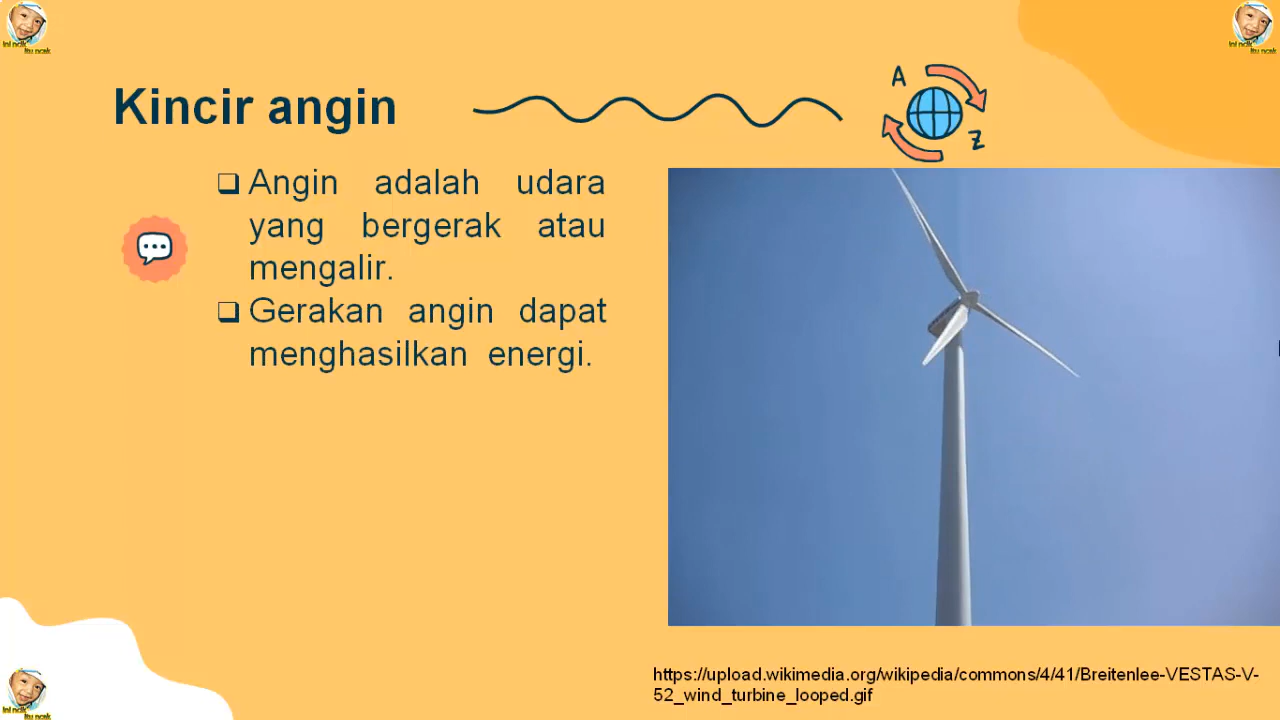 Kincir angin
A
Z
❑ Angin adalah udara
yang bergerak atau
mengalir.
❑ Gerakan angin dapat
menghasilkan energi.
https://upload.wikimedia.org/wikipedia/commons/4/41/Breitenlee-VESTAS-V-
52_wind_turbine_looped.gif